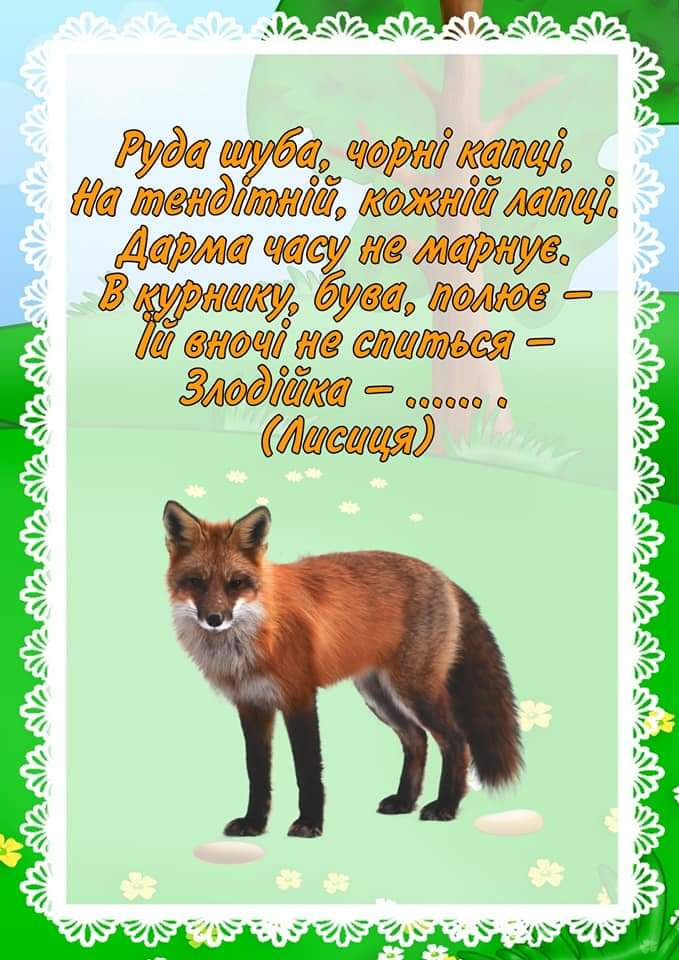 Руда шуба, чорні капці,
На тендітній, кожній лапці.
Дарма часу не марнує.
В курнику, бува, полює –
Їй вночі не спиться –
Злодійка – ...... .
(Лисиця)